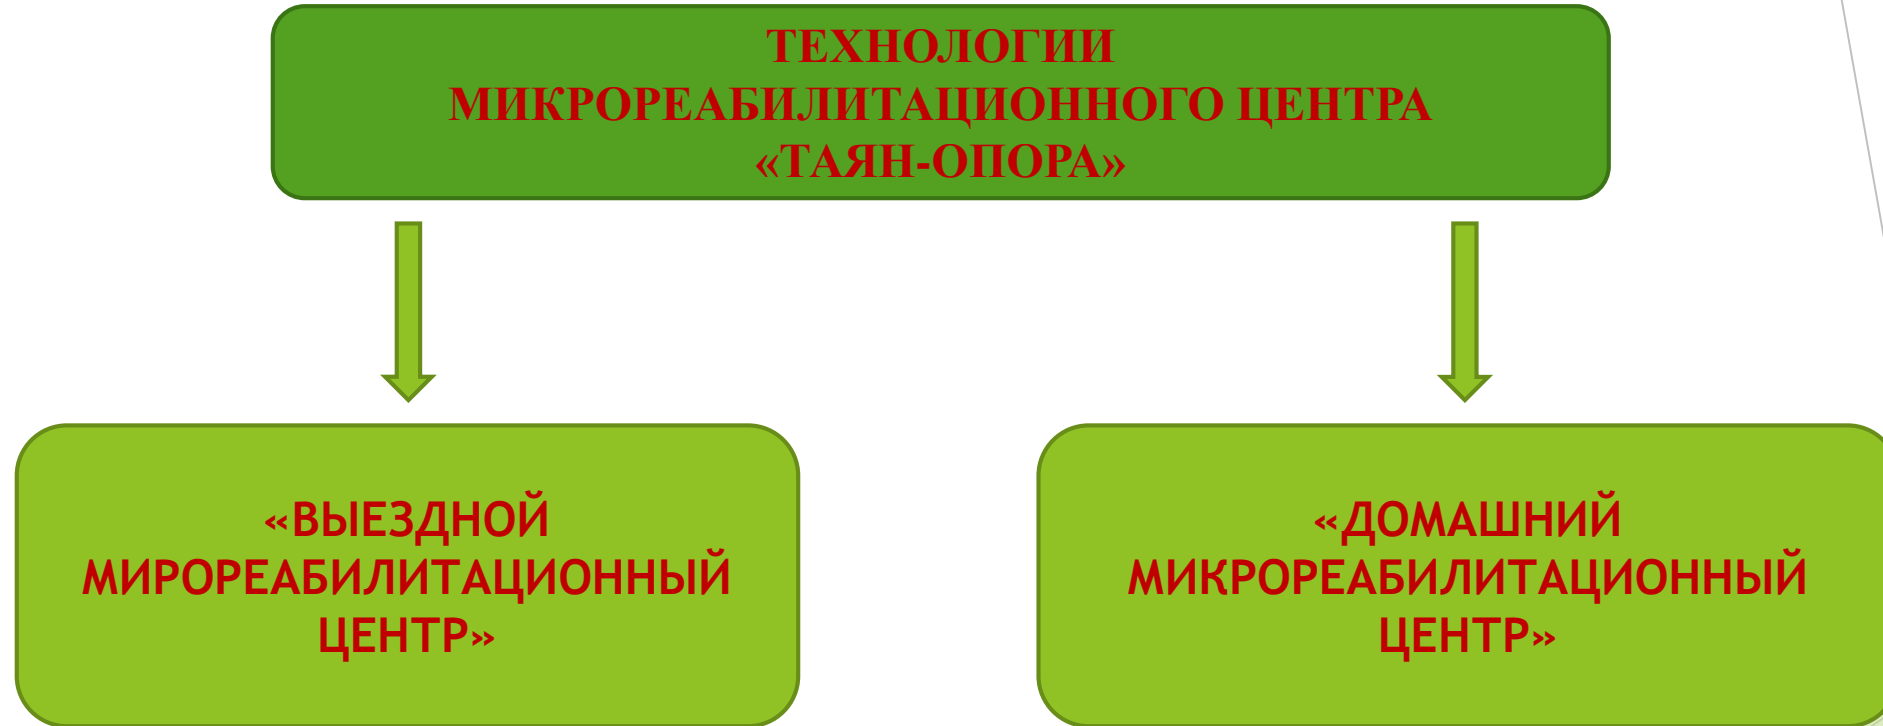 ТЕХНОЛОГИИ
МИКРОРЕАБИЛИТАЦИОННОГО ЦЕНТРА
«ТАЯН-ОПОРА»
«ВЫЕЗДНОЙ
МИРОРЕАБИЛИТАЦИОННЫЙ
ЦЕНТР»
«ДОМАШНИЙ
МИКРОРЕАБИЛИТАЦИОННЫЙ
ЦЕНТР»